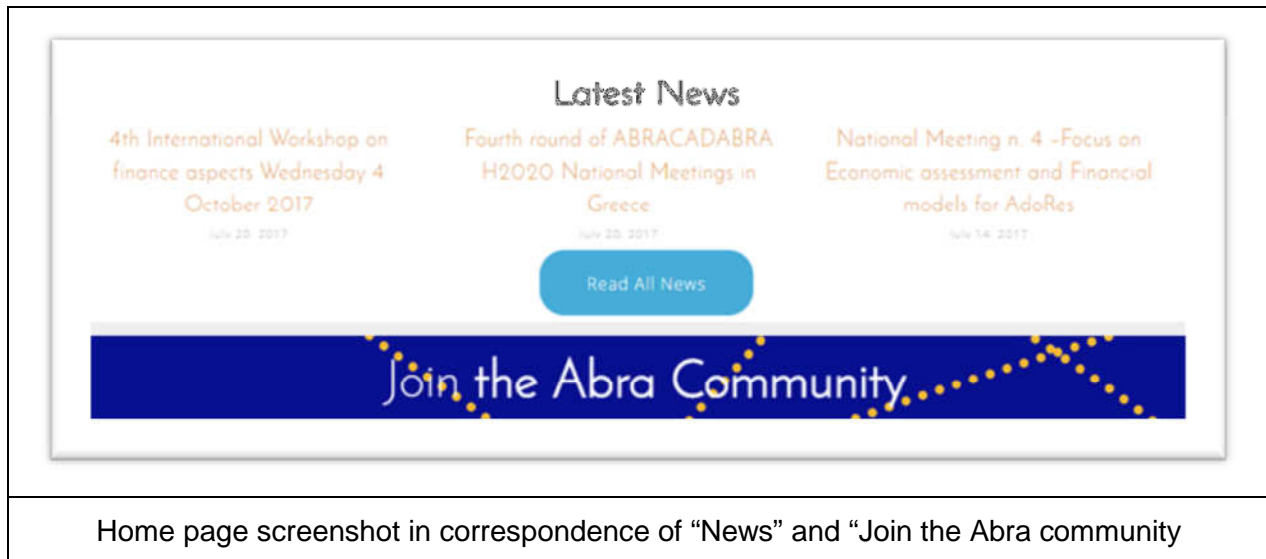 Latest News
4th International Workshop on
finance aspects Wednesday 4
October 2017
July 20, 2017
Fourth round of ABRACADABRA
H2020 National Meetings in
Greece
July 20, 2017
National Meeting n. 4 –Focus on
Economic assessment and Financial
models for AdoRes
July 14, 2017
Read All News
Join the Abra Community
Home page screenshot in correspondence of “News” and “Join the Abra community